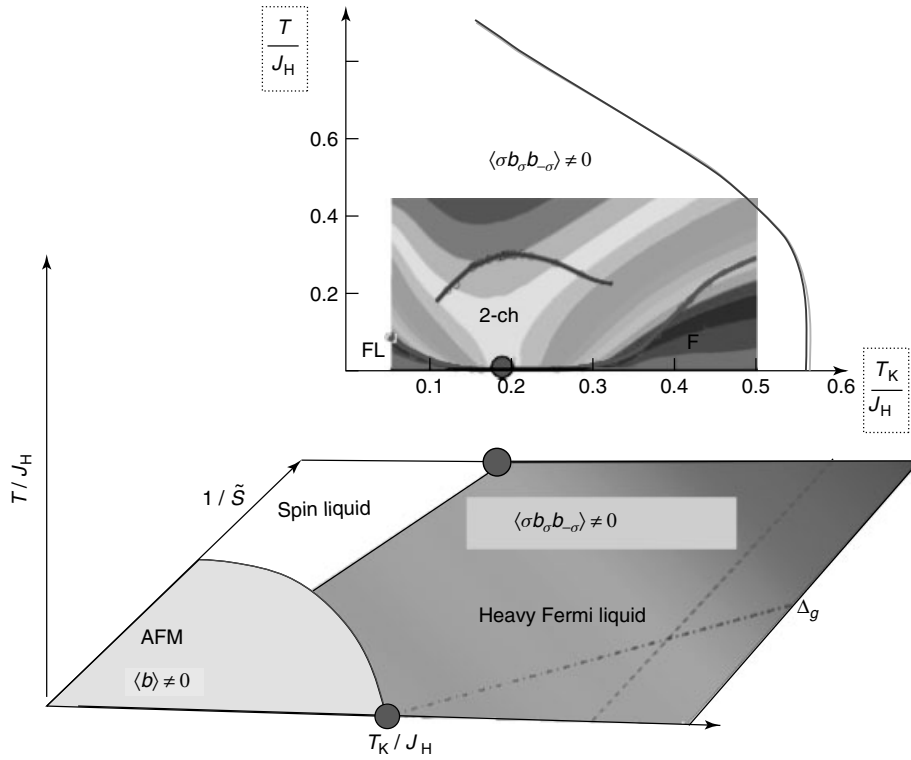 T
J_H
0.6
⟨σb_σb_−σ⟩ ≠ 0
0.4
0.2
2-ch
FL
F
0.1
0.2
0.3
0.4
0.5
0.6
T_K
J_H
T / J_H
1 / S̃
Spin liquid
⟨σb_σb_−σ⟩ ≠ 0
Heavy Fermi liquid
Δ_g
AFM
⟨b⟩ ≠ 0
T_K / J_H